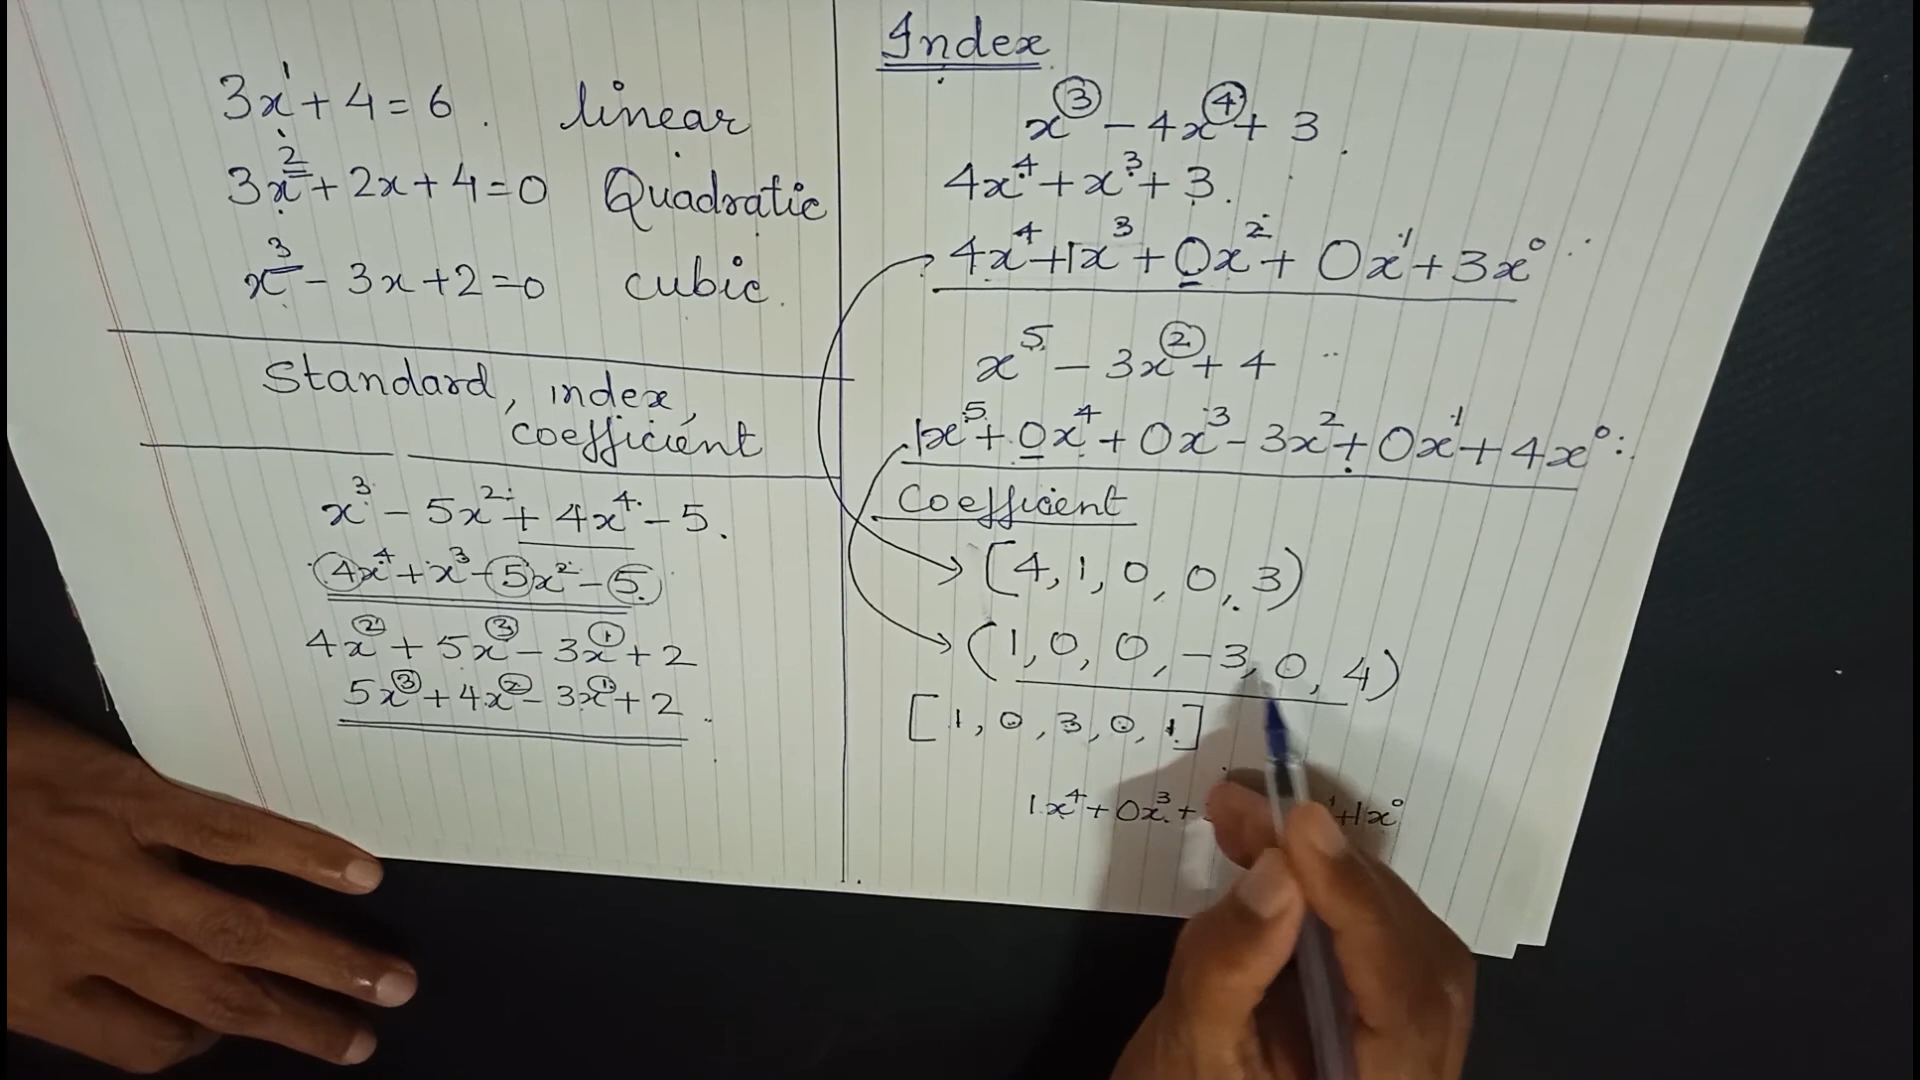 3x¹ + 4 = 6. linear
3x² + 2x + 4 = 0 Quadratic
x³ - 3x + 2 = 0 cubic.
Standard, index,
coefficient
x³ - 5x² + 4x⁴ - 5.
4x⁴ + x³ - 5x² - 5.
4x² + 5x³ - 3x¹ + 2
5x³ + 4x² - 3x¹ + 2
Index
x³ - 4x⁴ + 3
4x⁴ + x³ + 3.
4x⁴ + 1x³ + 0x² + 0x¹ + 3x⁰
x⁵ - 3x² + 4
1x⁵ + 0x⁴ + 0x³ - 3x² + 0x¹ + 4x⁰
Coefficient
(4, 1, 0, 0, 3)
(1, 0, 0, -3, 0, 4)
[1, 0, 3, 0, 1]
1x⁴ + 0x³ + + 1x⁰